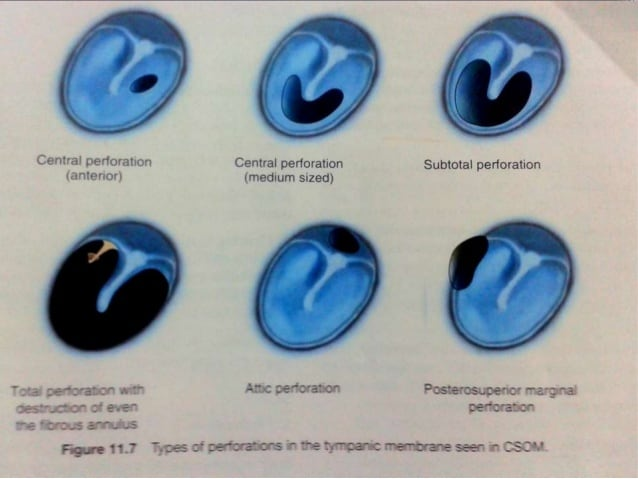 Central perforation
(anterior)
Central perforation
(medium sized)
Subtotal perforation
Total perforation with
destruction of even
the fibrous annulus
Attic perforation
Posterosuperior marginal
perforation
Figure 11.7 Types of perforations in the tympanic membrane seen in CSOM.